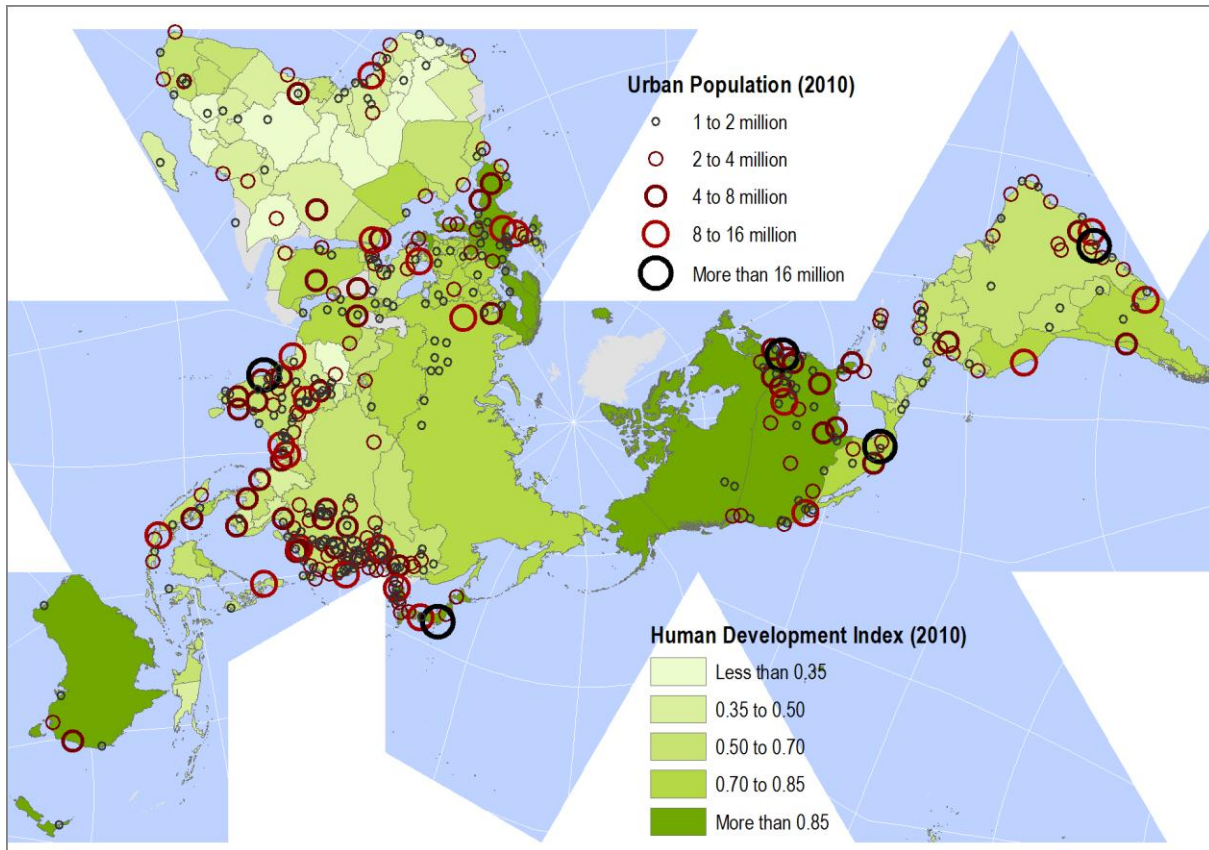 Urban Population (2010)
1 to 2 million
2 to 4 million
4 to 8 million
8 to 16 million
More than 16 million
Human Development Index (2010)
Less than 0.35
0.35 to 0.50
0.50 to 0.70
0.70 to 0.85
More than 0.85